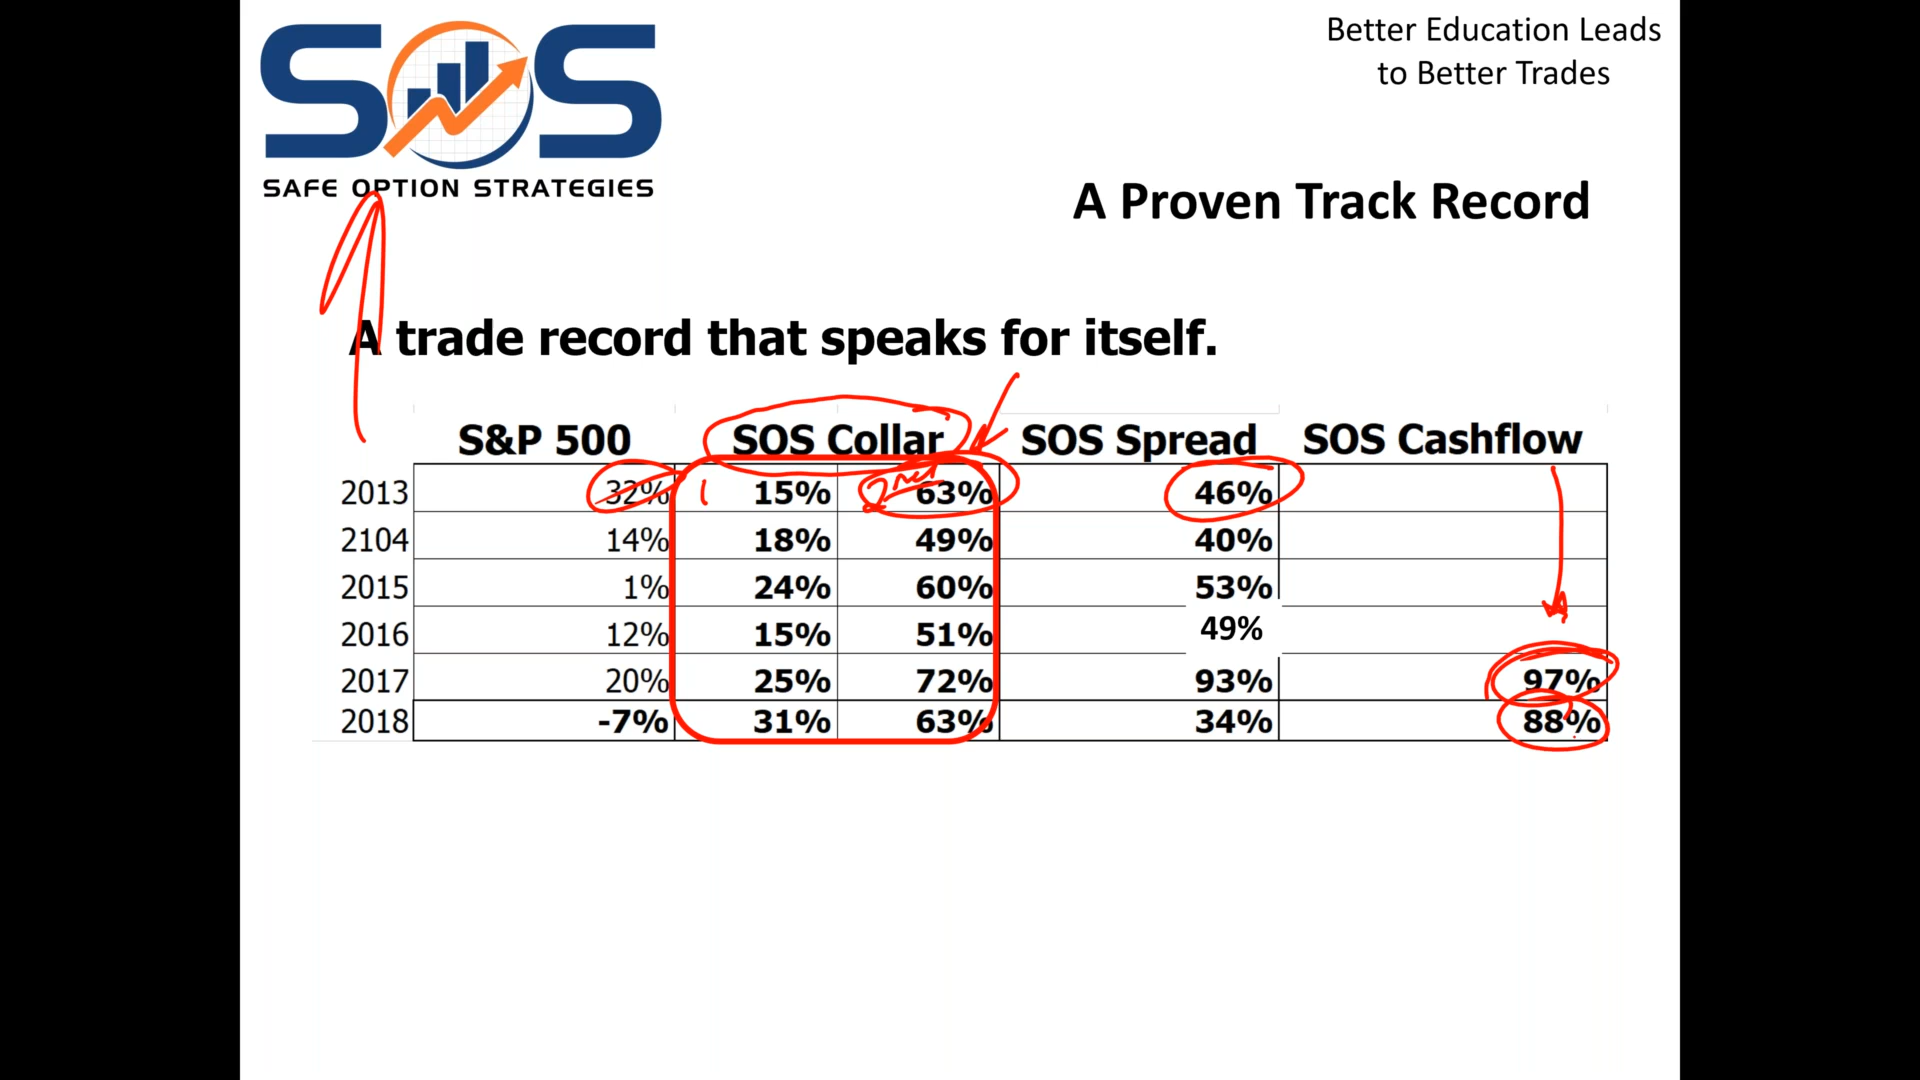 SOS
Better Education Leads
to Better Trades
SAFE OPTION STRATEGIES
A Proven Track Record
A trade record that speaks for itself.
S&P 500 SOS Collar SOS Spread SOS Cashflow
2013 32% 15% 2nd 63% 46%
2104 14% 18% 49% 40%
2015 1% 24% 60% 53%
2016 12% 15% 51% 49%
2017 20% 25% 72% 93% 97%
2018 -7% 31% 63% 34% 88%